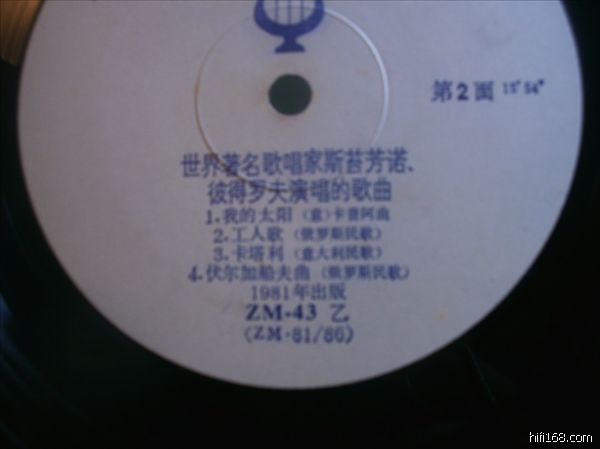 第2面 15′54″
世界著名歌唱家斯苔芳诺、
彼得罗夫演唱的歌曲
1.我的太阳（意）卡普阿曲
2.工人歌（俄罗斯民歌）
3.卡塔利（意大利民歌）
4.伏尔加船夫曲（俄罗斯民歌）
1981年出版
ZM-43 乙
(ZM·81/86)
hifi168.com